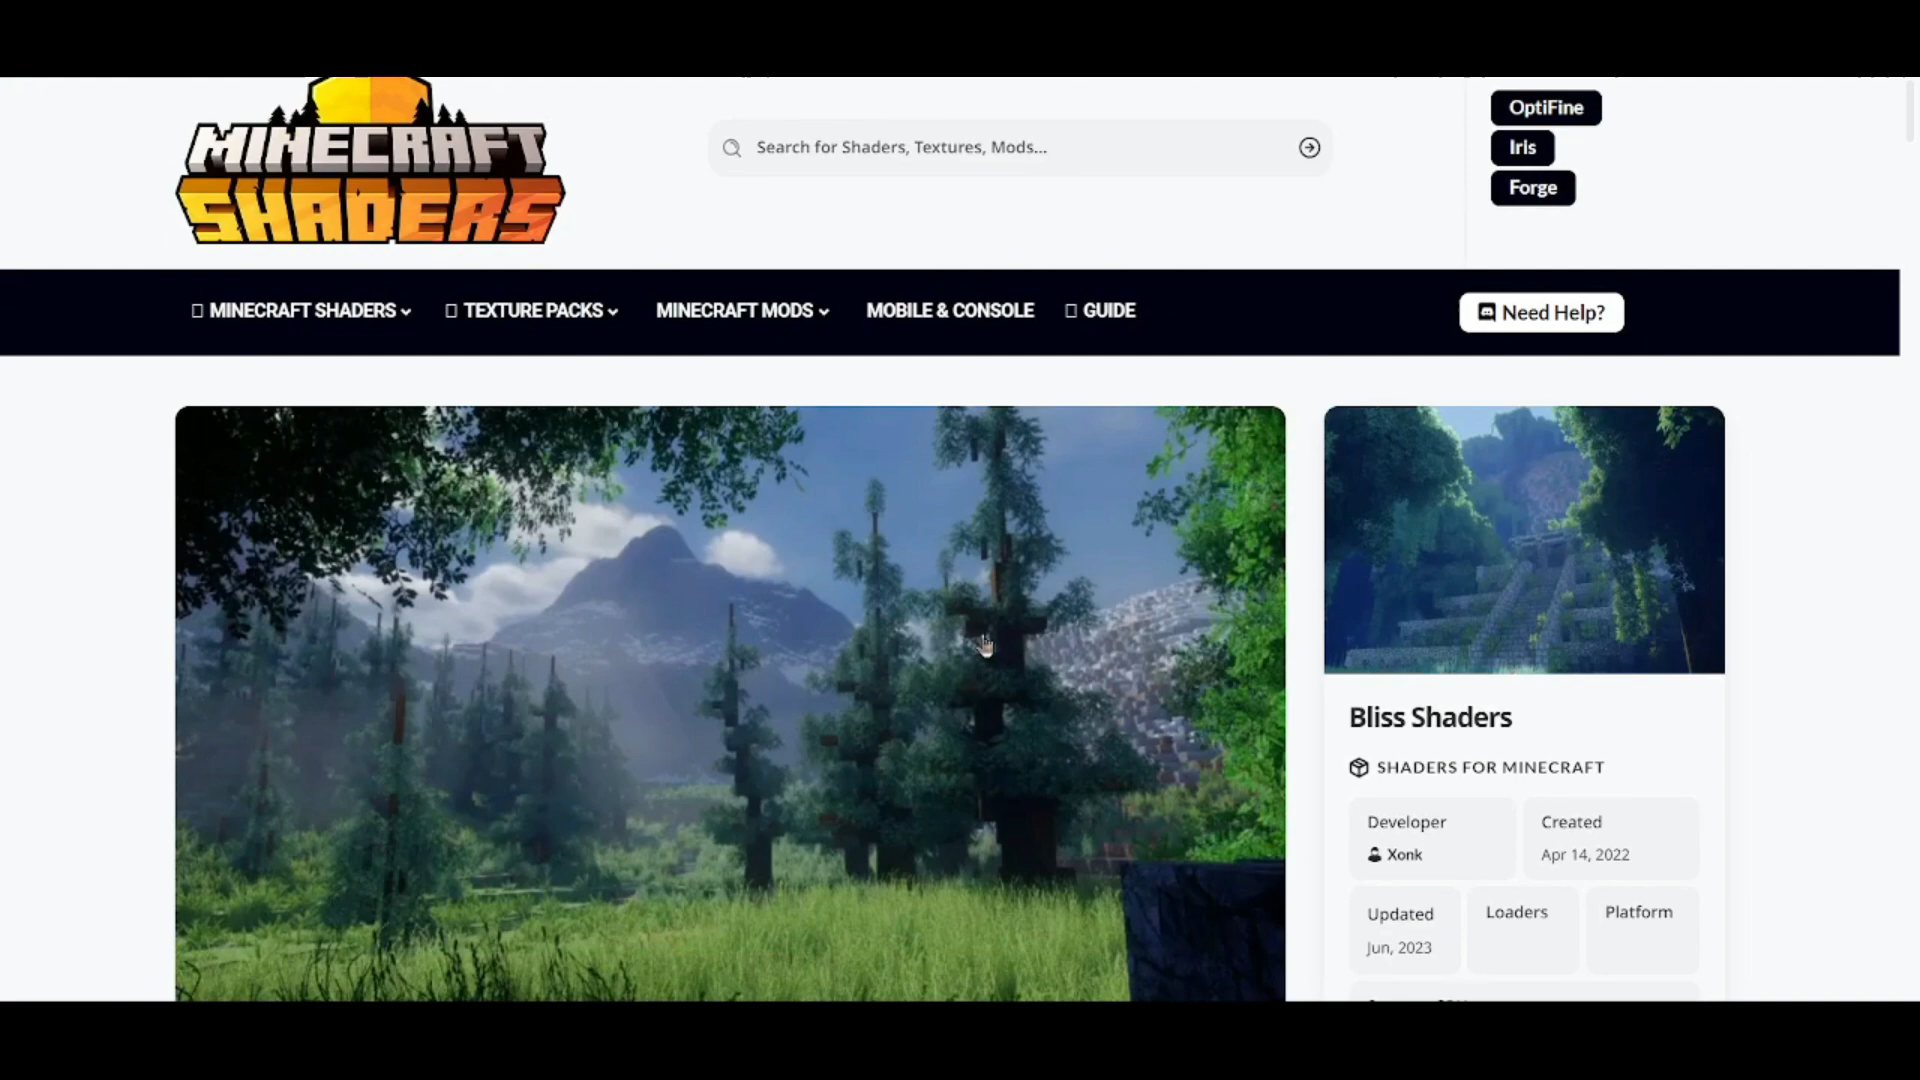 MINECRAFT
SHADERS
Search for Shaders, Textures, Mods...
OptiFine
Iris
Forge
MINECRAFT SHADERS
TEXTURE PACKS
MINECRAFT MODS
MOBILE & CONSOLE
GUIDE
Need Help?
Bliss Shaders
SHADERS FOR MINECRAFT
Developer
Xonk
Created
Apr 14, 2022
Updated
Jun, 2023
Loaders
Platform